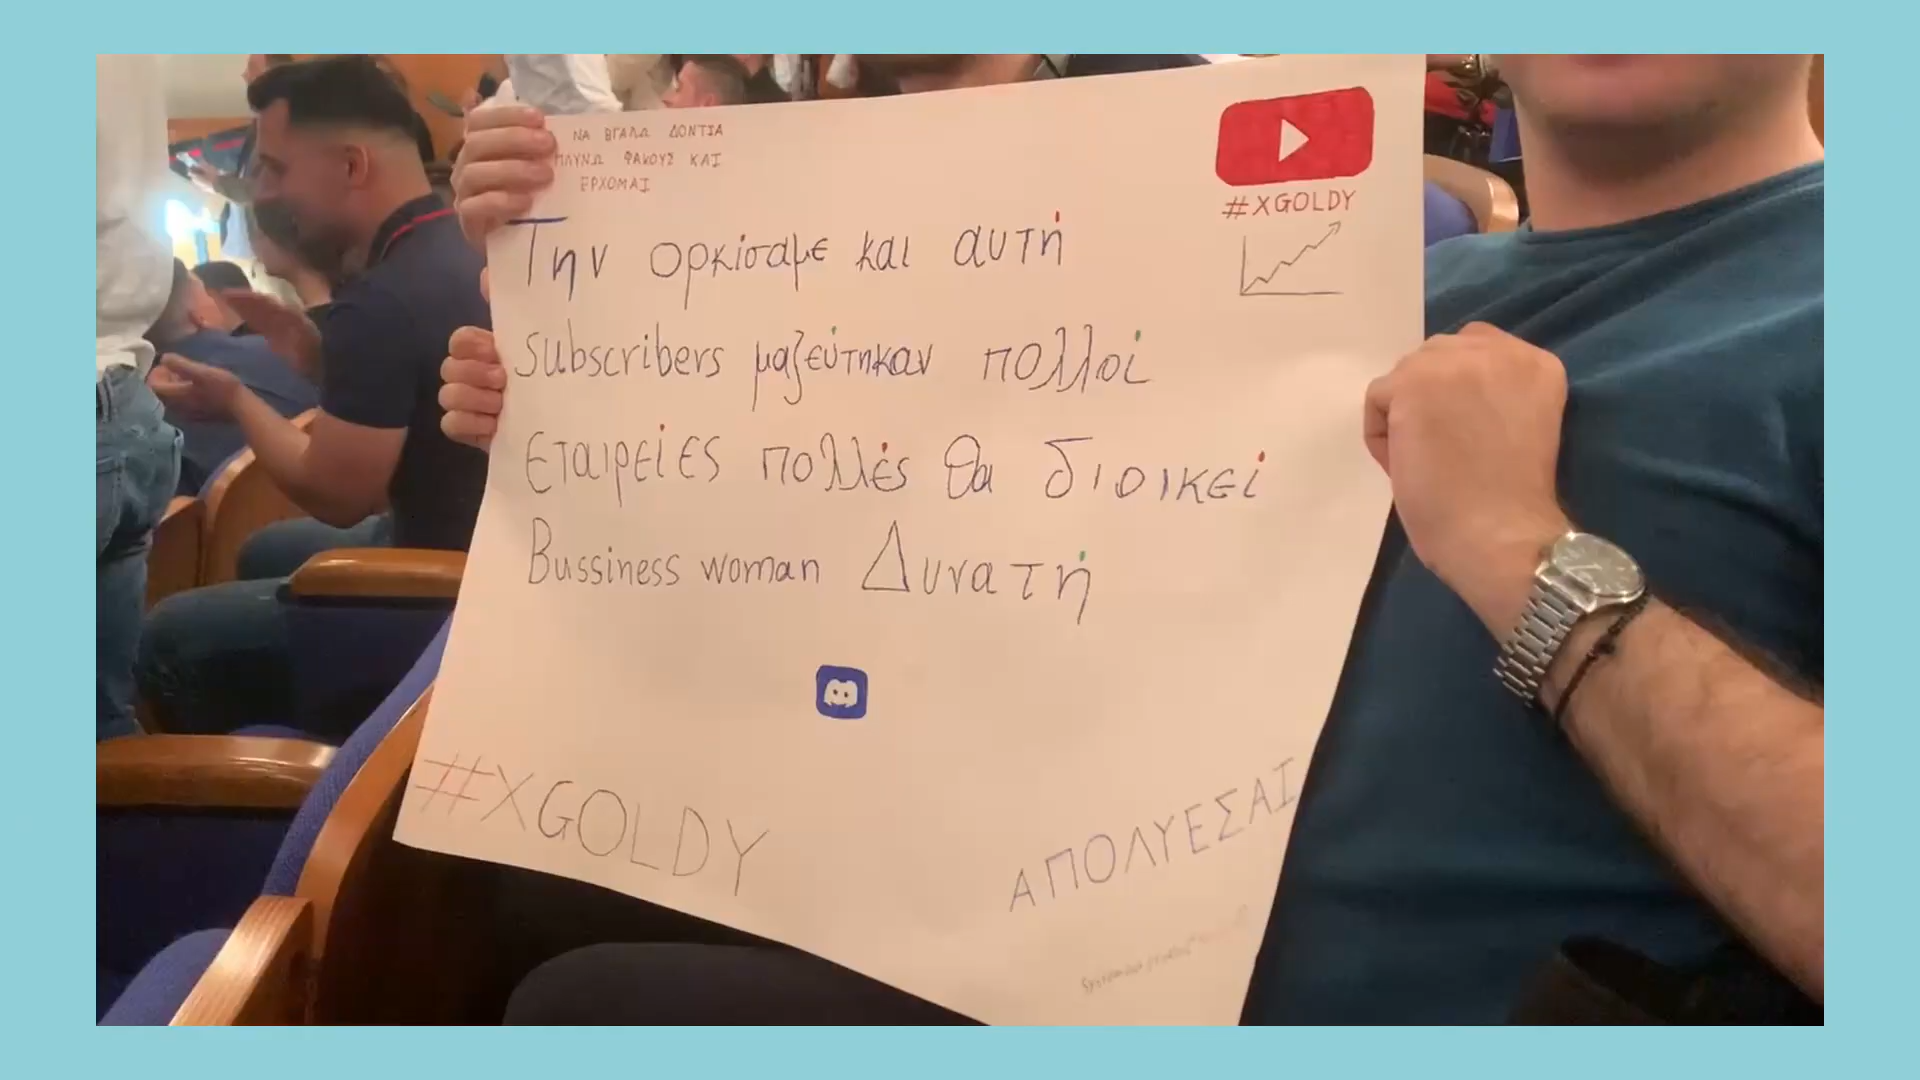 ΝΑ ΒΓΑΛΩ ΔΟΝΤΙΑ
ΠΛΥΝΩ ΦΑΚΟΥΣ ΚΑΙ
ΕΡΧΟΜΑΙ
#XGOLDY
Την ορκίσαμε και αυτή
Subscribers μαζεύτηκαν πολλοί
Εταιρείες πολλές θα διοικεί
Bussiness woman Δυνατή
#XGOLDY
ΑΠΟΛΥΕΣΑΙ